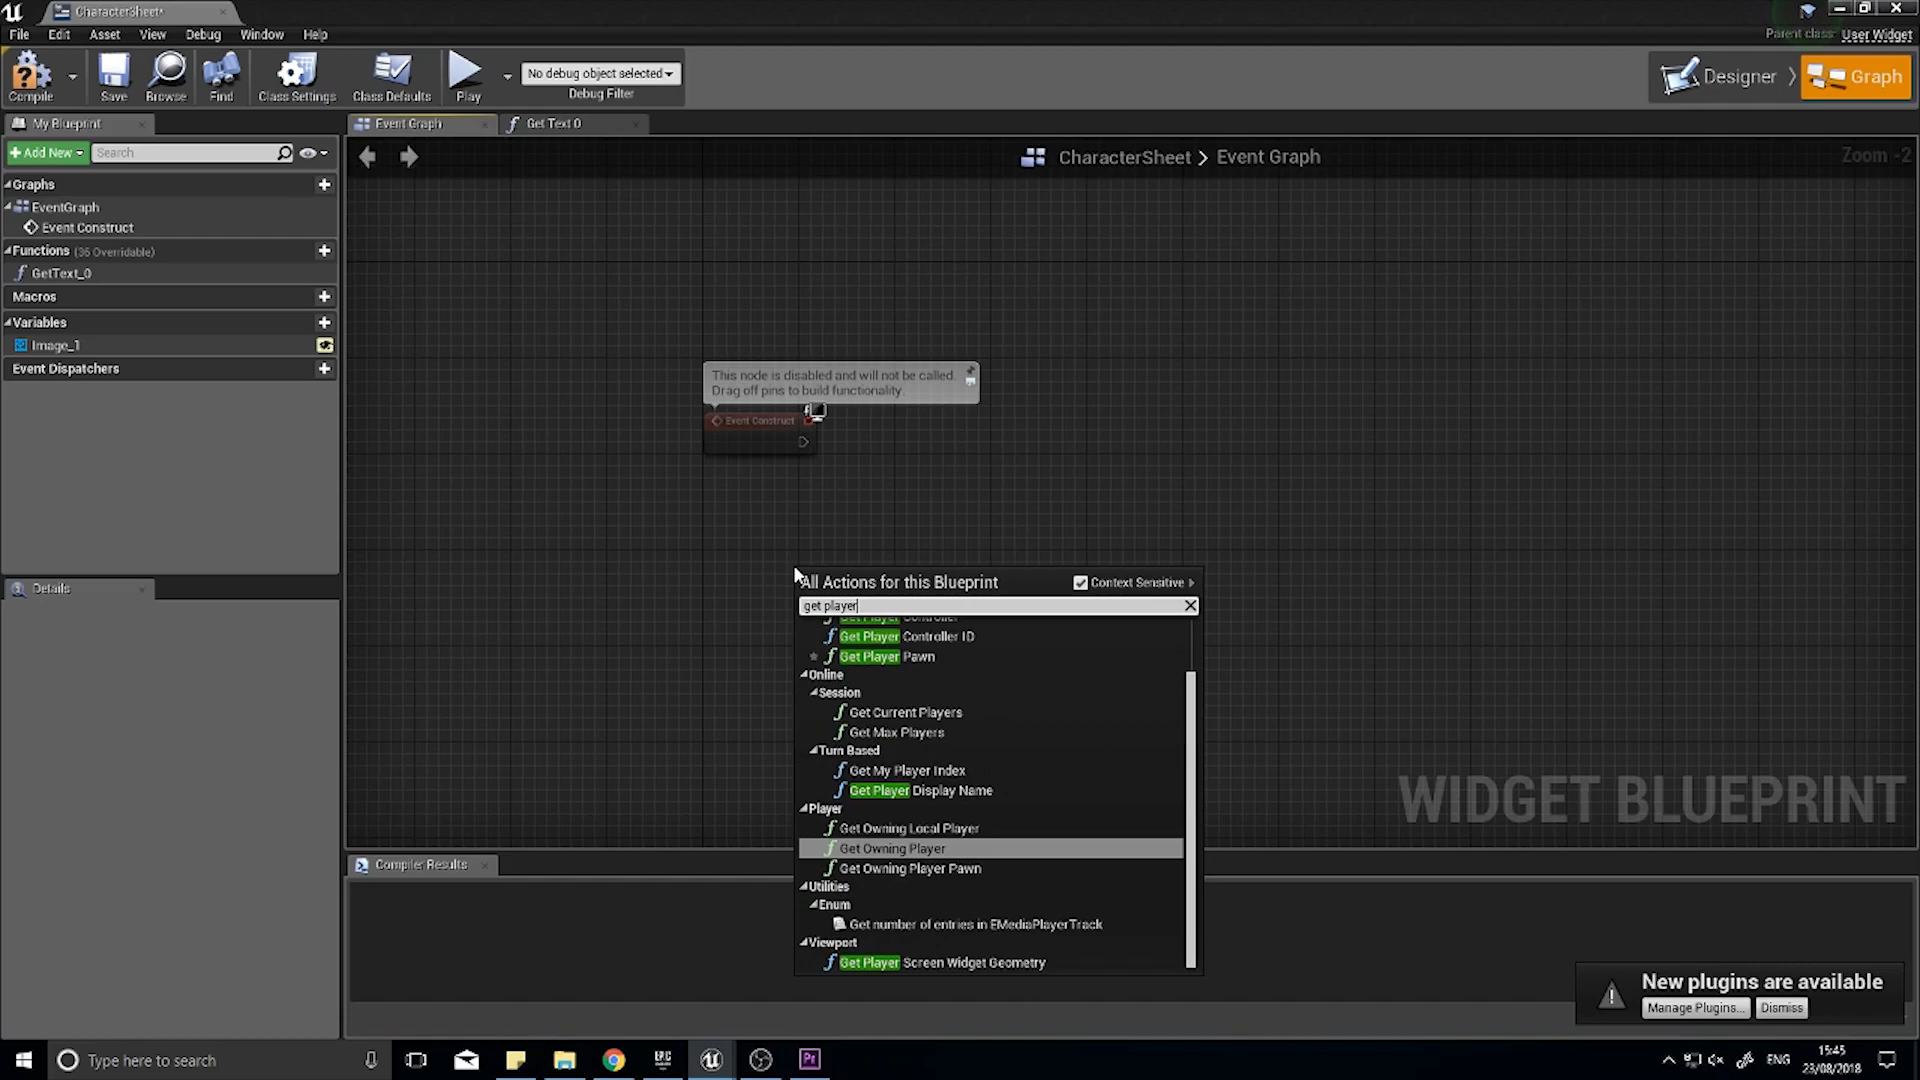 CharacterSheet*
File Edit Asset View Debug Window Help
Parent class: User Widget
Compile Save Browse Find Class Settings Class Defaults Play
No debug object selected
Debug Filter
Designer Graph
My Blueprint
Event Graph
Get Text 0
+ Add New
Search
CharacterSheet > Event Graph
Zoom -2
Graphs
EventGraph
Event Construct
Functions (36 Overridable)
GetText_0
Macros
Variables
Image_1
Event Dispatchers
This node is disabled and will not be called.
Drag off pins to build functionality.
Event Construct
Details
All Actions for this Blueprint
Context Sensitive
get player
Get Player Controller
Get Player Controller ID
Get Player Pawn
Online
Session
Get Current Players
Get Max Players
Turn Based
Get My Player Index
Get Player Display Name
Player
Get Owning Local Player
Get Owning Player
Get Owning Player Pawn
Utilities
Enum
Get number of entries in EMediaPlayerTrack
Viewport
Get Player Screen Widget Geometry
WIDGET BLUEPRINT
Compiler Results
New plugins are available
Manage Plugins...
Dismiss
Type here to search
EPIC
Pr
ENG
15:45
23/08/2018